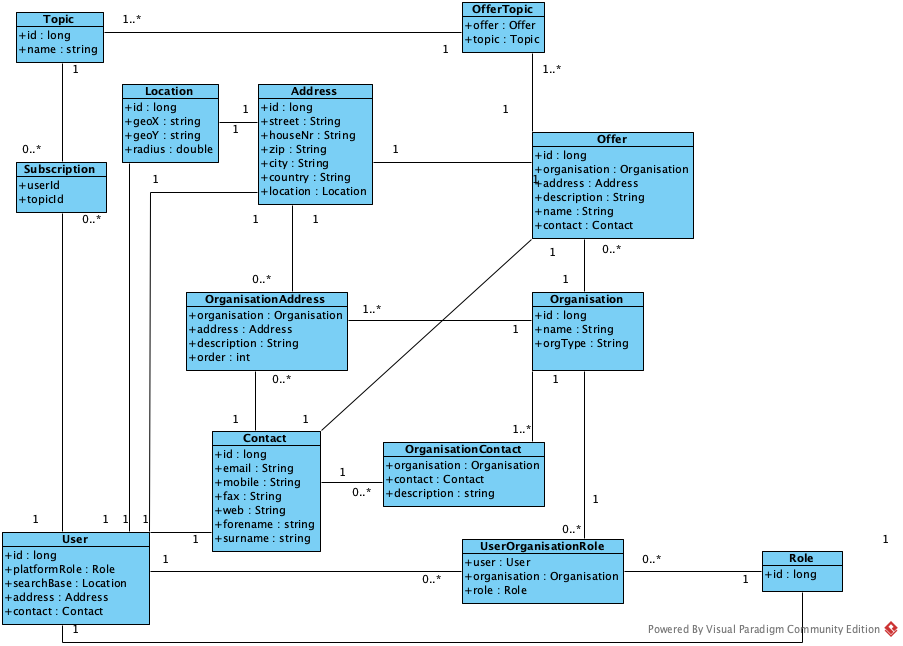 Topic
+id : long
+name : string
1..*
1
OfferTopic
+offer : Offer
+topic : Topic
1
1..*
1
Location
+id : long
+geoX : string
+geoY : string
+radius : double
1
1
Address
+id : long
+street : String
+houseNr : String
+zip : String
+city : String
+country : String
+location : Location
1
Offer
+id : long
+organisation : Organisation
+address : Address
+description : String
+name : String
+contact : Contact
1
0..*
Subscription
+userId
+topicId
0..*
1
1
1
1
0..*
0..*
1
OrganisationAddress
+organisation : Organisation
+address : Address
+description : String
+order : int
1..*
1
Organisation
+id : long
+name : String
+orgType : String
0..*
1
1
1
1..*
Contact
+id : long
+email : String
+mobile : String
+fax : String
+web : String
+forename : string
+surname : string
1
0..*
OrganisationContact
+organisation : Organisation
+contact : Contact
+description : string
1
0..*
1
1
1
1
1
1
User
+id : long
+platformRole : Role
+searchBase : Location
+address : Address
+contact : Contact
1
0..*
UserOrganisationRole
+user : User
+organisation : Organisation
+role : Role
0..*
1
Role
+id : long
1
Powered By Visual Paradigm Community Edition